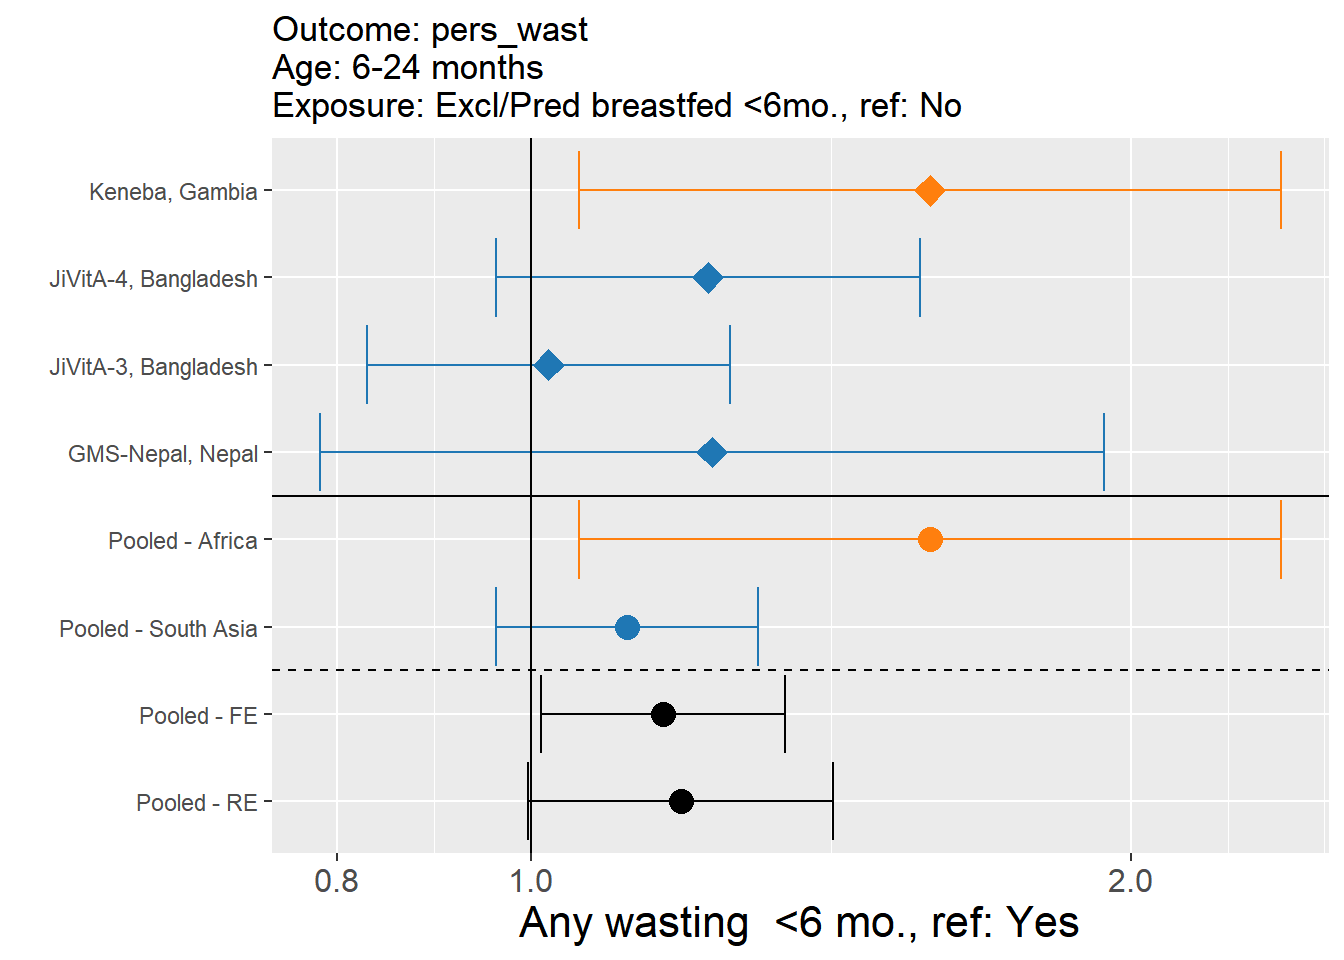 Outcome: pers_wast
Age: 6-24 months
Exposure: Excl/Pred breastfed <6mo., ref: No
Keneba, Gambia
JiVitA-4, Bangladesh
JiVitA-3, Bangladesh
GMS-Nepal, Nepal
Pooled - Africa
Pooled - South Asia
Pooled - FE
Pooled - RE
0.8 1.0 2.0
Any wasting  <6 mo., ref: Yes